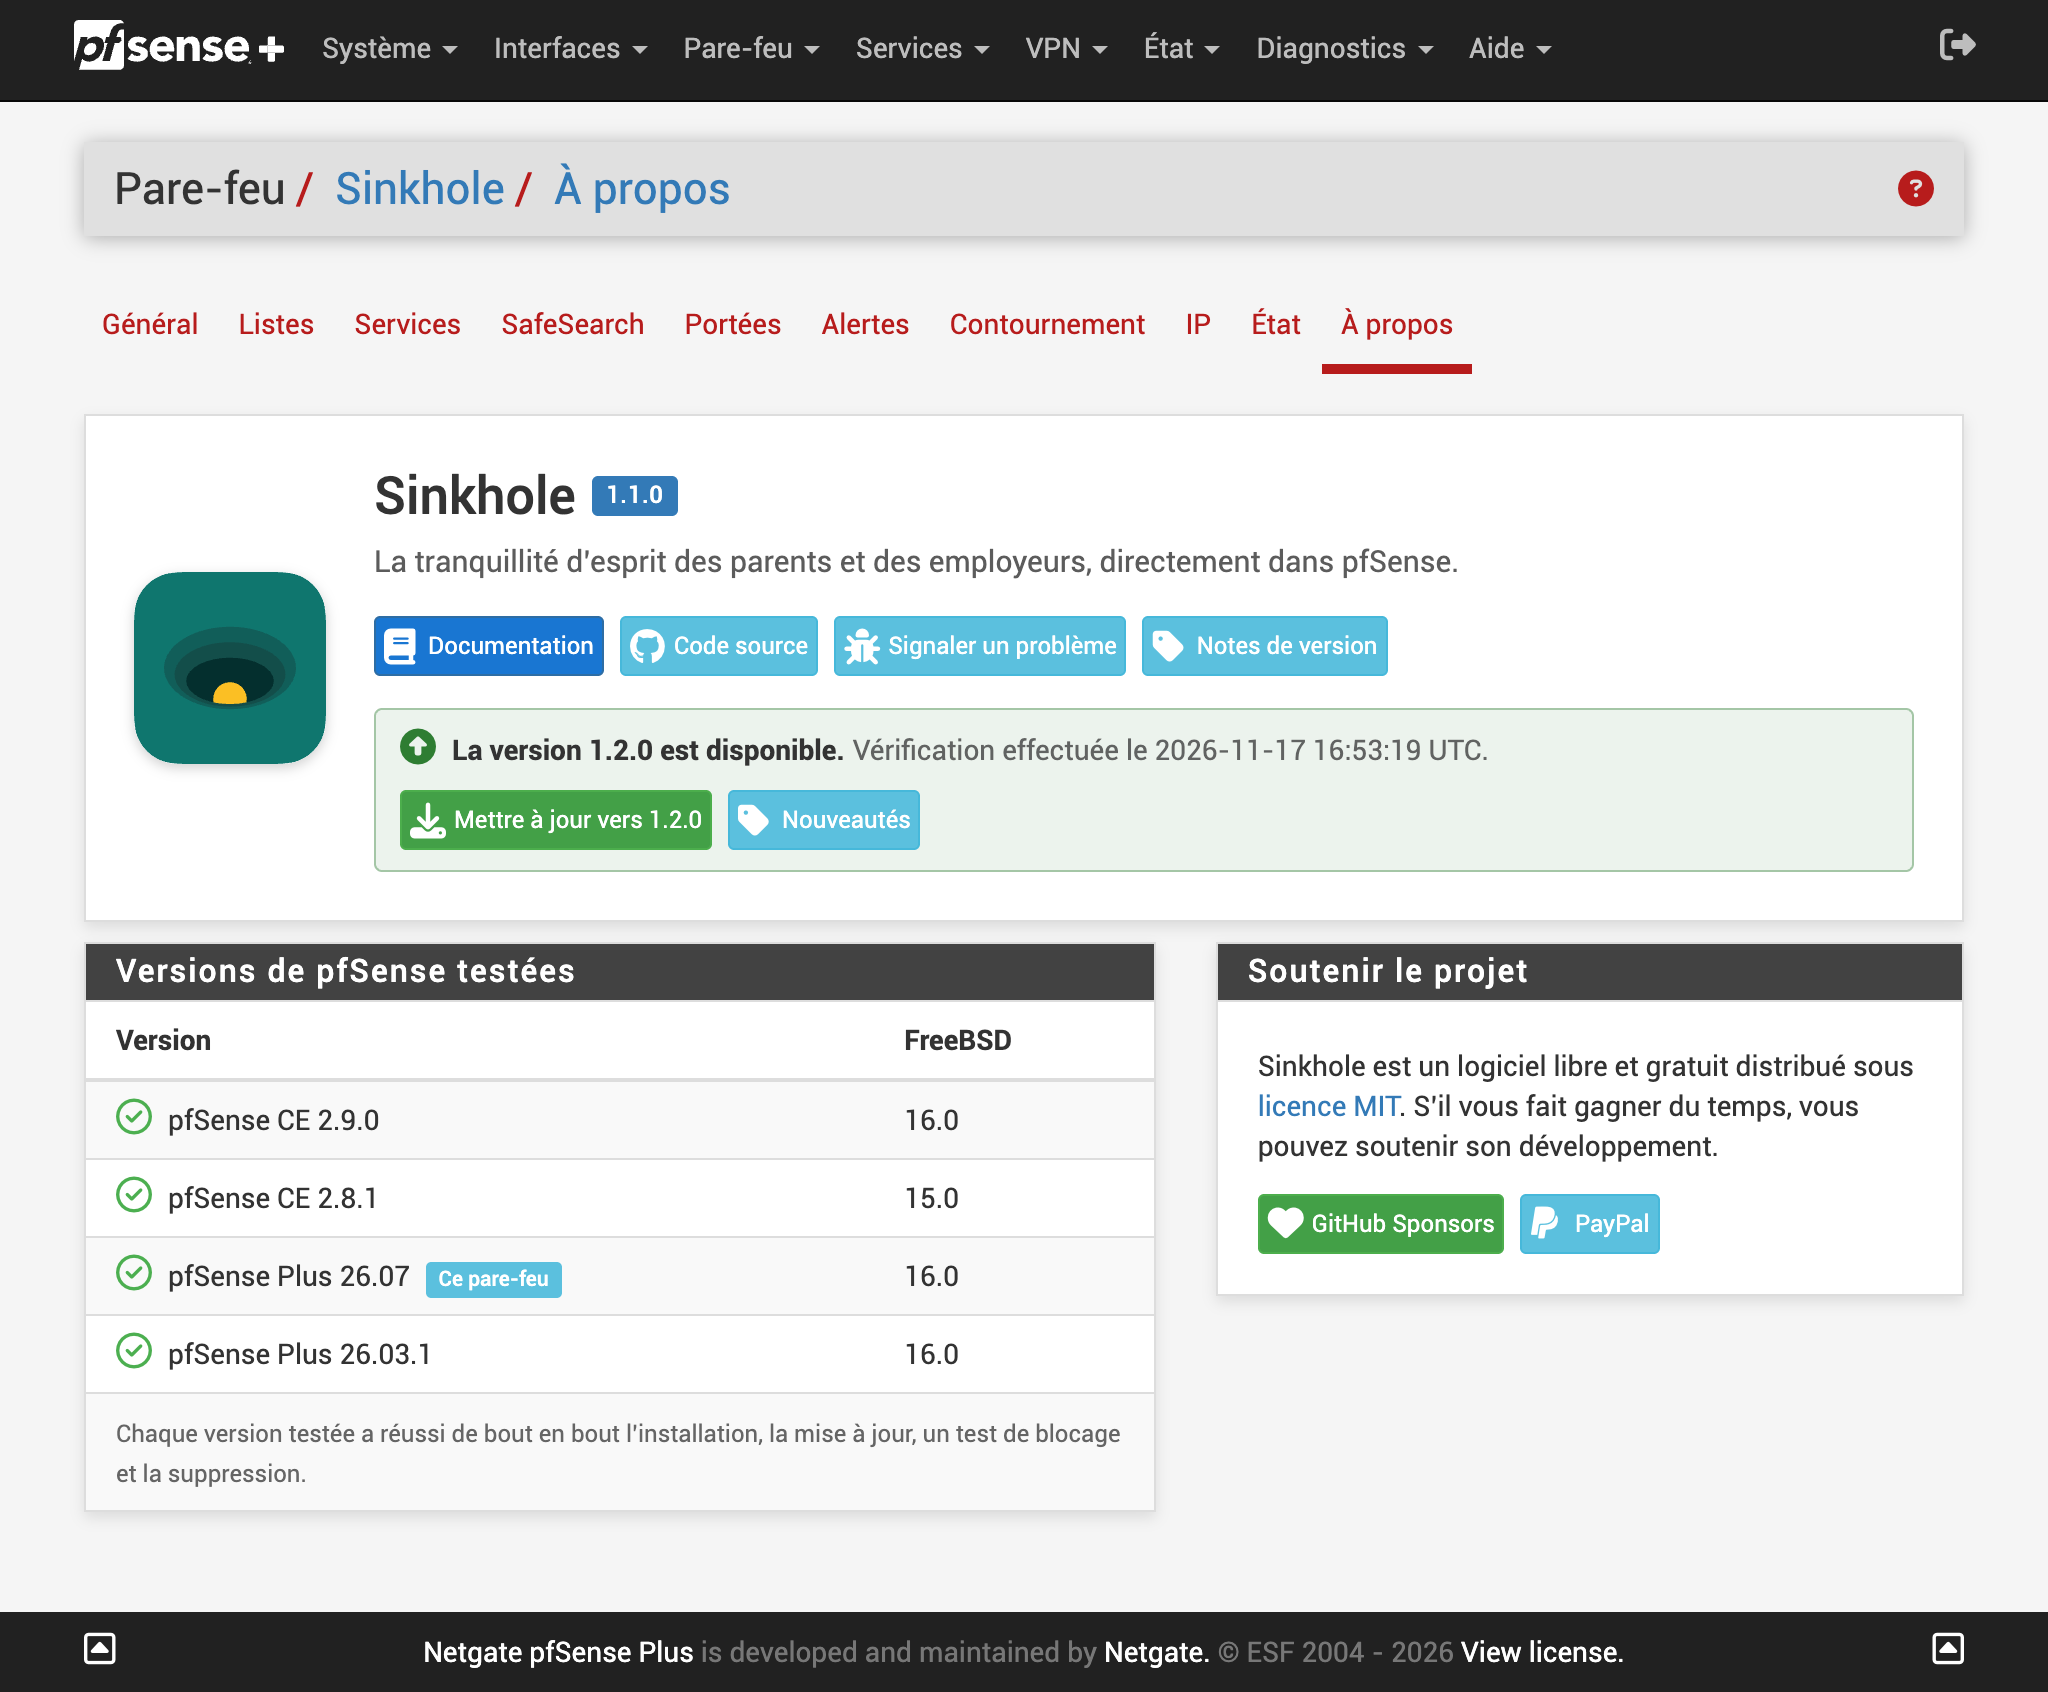 pfsense+ Système Interfaces Pare-feu Services VPN État Diagnostics Aide
Pare-feu / Sinkhole / À propos
Général Listes Services SafeSearch Portées Alertes Contournement IP État À propos
Sinkhole 1.1.0
La tranquillité d'esprit des parents et des employeurs, directement dans pfSense.
Documentation Code source Signaler un problème Notes de version
La version 1.2.0 est disponible. Vérification effectuée le 2026-11-17 16:53:19 UTC.
Mettre à jour vers 1.2.0 Nouveautés
Versions de pfSense testées
Version FreeBSD
pfSense CE 2.9.0 16.0
pfSense CE 2.8.1 15.0
pfSense Plus 26.07 Ce pare-feu 16.0
pfSense Plus 26.03.1 16.0
Chaque version testée a réussi de bout en bout l'installation, la mise à jour, un test de blocage
et la suppression.
Soutenir le projet
Sinkhole est un logiciel libre et gratuit distribué sous
licence MIT. S'il vous fait gagner du temps, vous
pouvez soutenir son développement.
GitHub Sponsors PayPal
Netgate pfSense Plus is developed and maintained by Netgate. © ESF 2004 - 2026 View license.